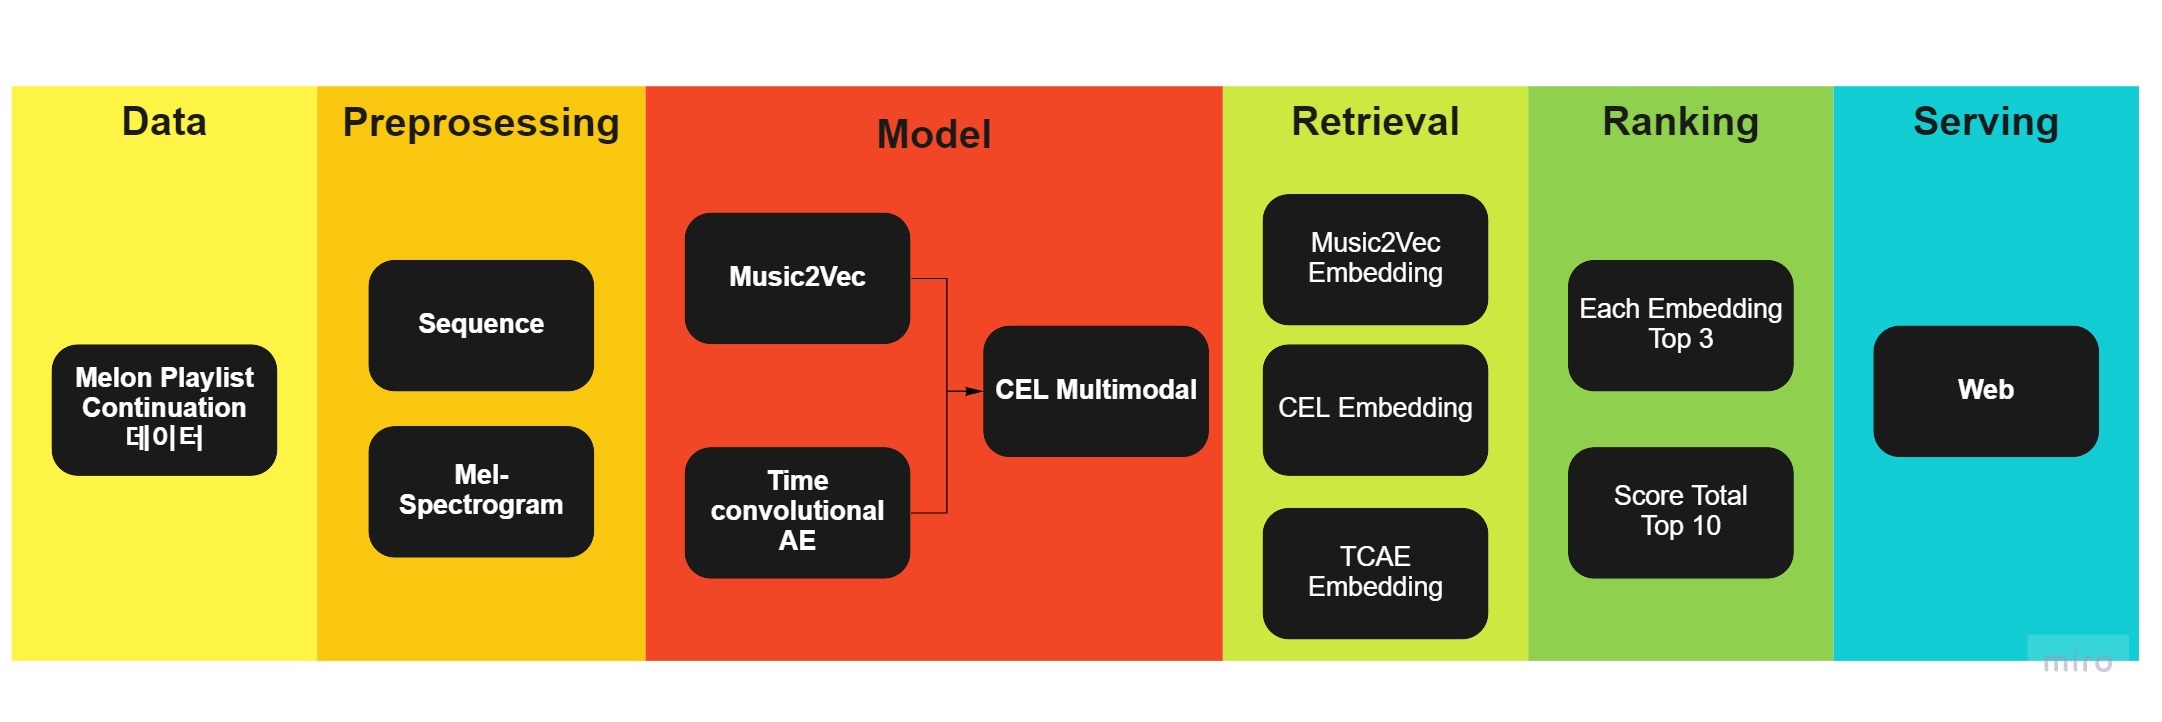 Data
Melon Playlist
Continuation
데이터
Preprosessing
Sequence
Mel-
Spectrogram
Model
Music2Vec
Time
convolutional
AE
CEL Multimodal
Retrieval
Music2Vec
Embedding
CEL Embedding
TCAE
Embedding
Ranking
Each Embedding
Top 3
Score Total
Top 10
Serving
Web
miro